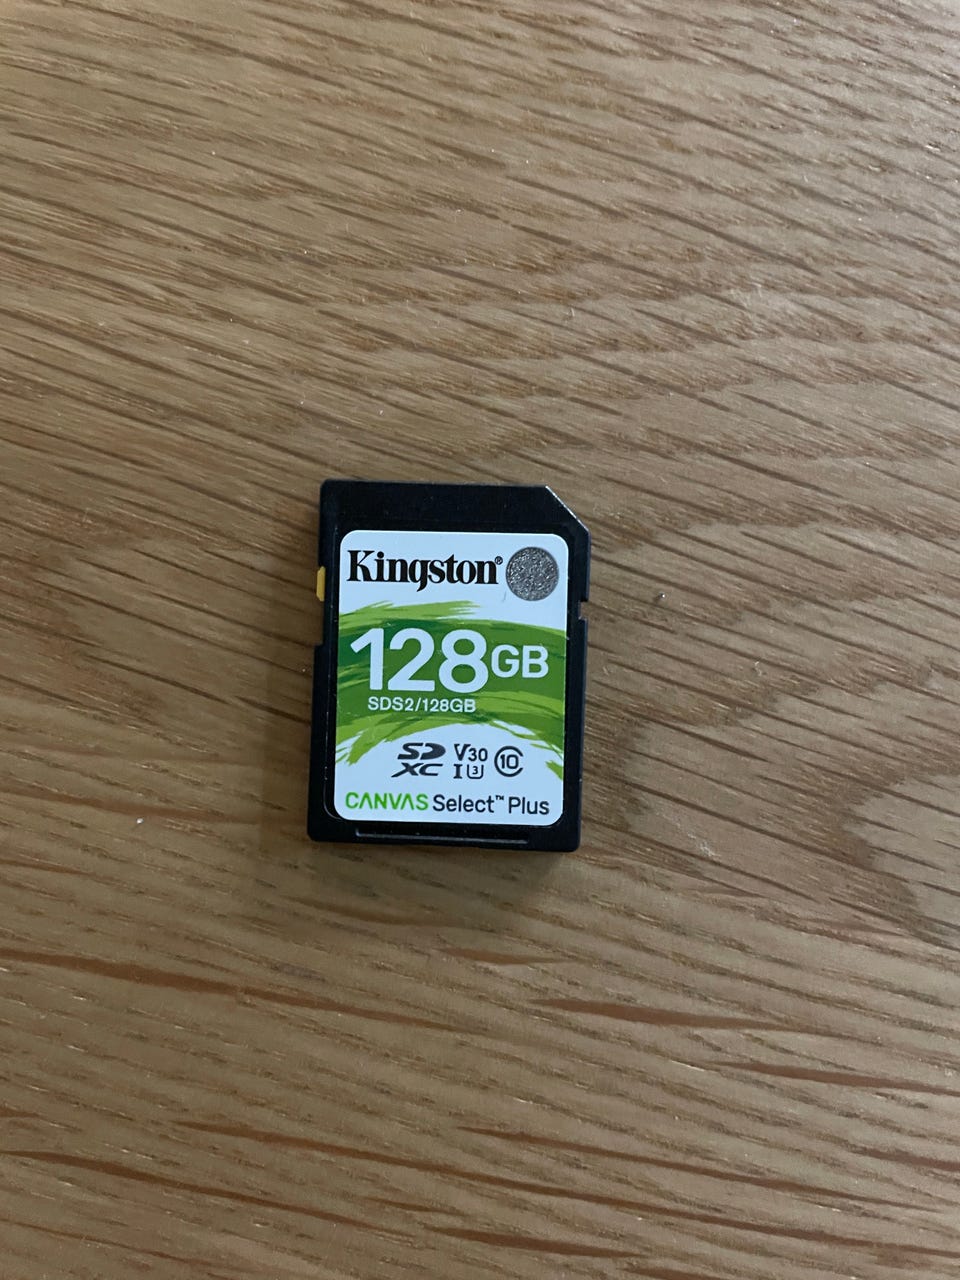 Kingston®
128GB
SDS2/128GB
SD XC V30 I U3 10
CANVAS Select™ Plus